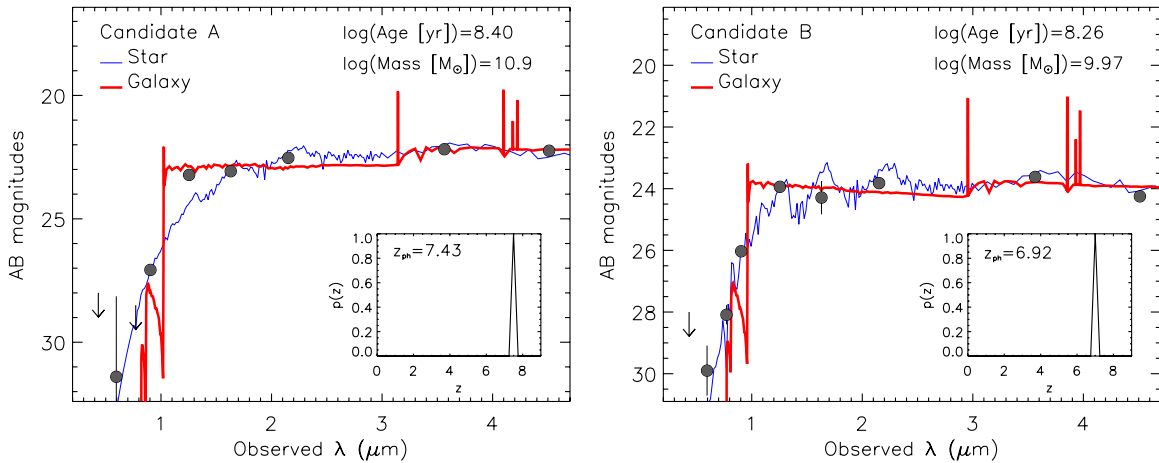 Candidate A
Star
Galaxy
log(Age [yr])=8.40
log(Mass [M⊙])=10.9
20
25
30
AB magnitudes
1 2 3 4
Observed λ (μm)
z_ph=7.43
1.0
0.8
0.6
0.4
0.2
0.0
p(z)
0 2 4 6 8
z
Candidate B
Star
Galaxy
log(Age [yr])=8.26
log(Mass [M⊙])=9.97
20
22
24
26
28
30
AB magnitudes
1 2 3 4
Observed λ (μm)
z_ph=6.92
1.0
0.8
0.6
0.4
0.2
0.0
p(z)
0 2 4 6 8
z